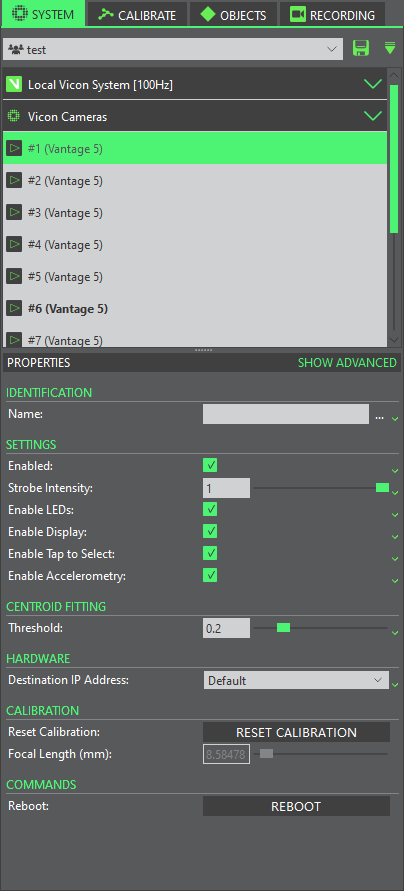 SYSTEM CALIBRATE OBJECTS RECORDING
test
Local Vicon System [100Hz]
Vicon Cameras
#1 (Vantage 5)
#2 (Vantage 5)
#3 (Vantage 5)
#4 (Vantage 5)
#5 (Vantage 5)
#6 (Vantage 5)
#7 (Vantage 5)
PROPERTIES SHOW ADVANCED
IDENTIFICATION
Name: ...
SETTINGS
Enabled:
Strobe Intensity: 1
Enable LEDs:
Enable Display:
Enable Tap to Select:
Enable Accelerometry:
CENTROID FITTING
Threshold: 0.2
HARDWARE
Destination IP Address: Default
CALIBRATION
Reset Calibration: RESET CALIBRATION
Focal Length (mm): 8.58478
COMMANDS
Reboot: REBOOT